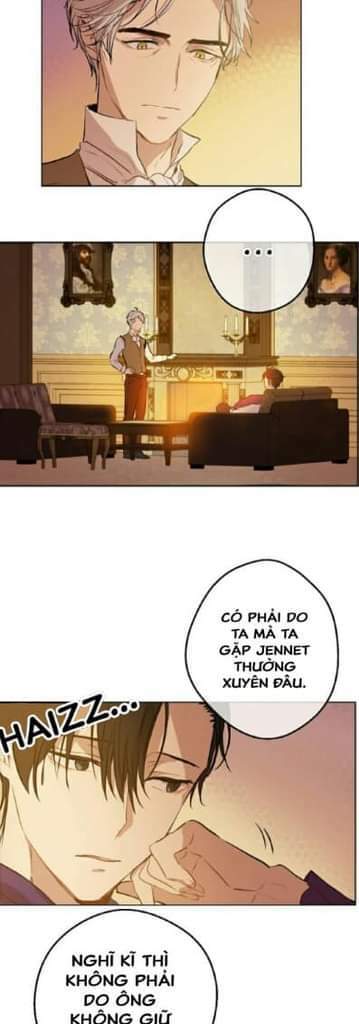 ...
CÓ PHẢI DO
TA MÀ TA
GẶP JENNET
THƯỜNG
XUYÊN ĐÂU.
HAIZZ...
NGHĨ KĨ THÌ
KHÔNG PHẢI
DO ÔNG
KHÔNG GIỮ